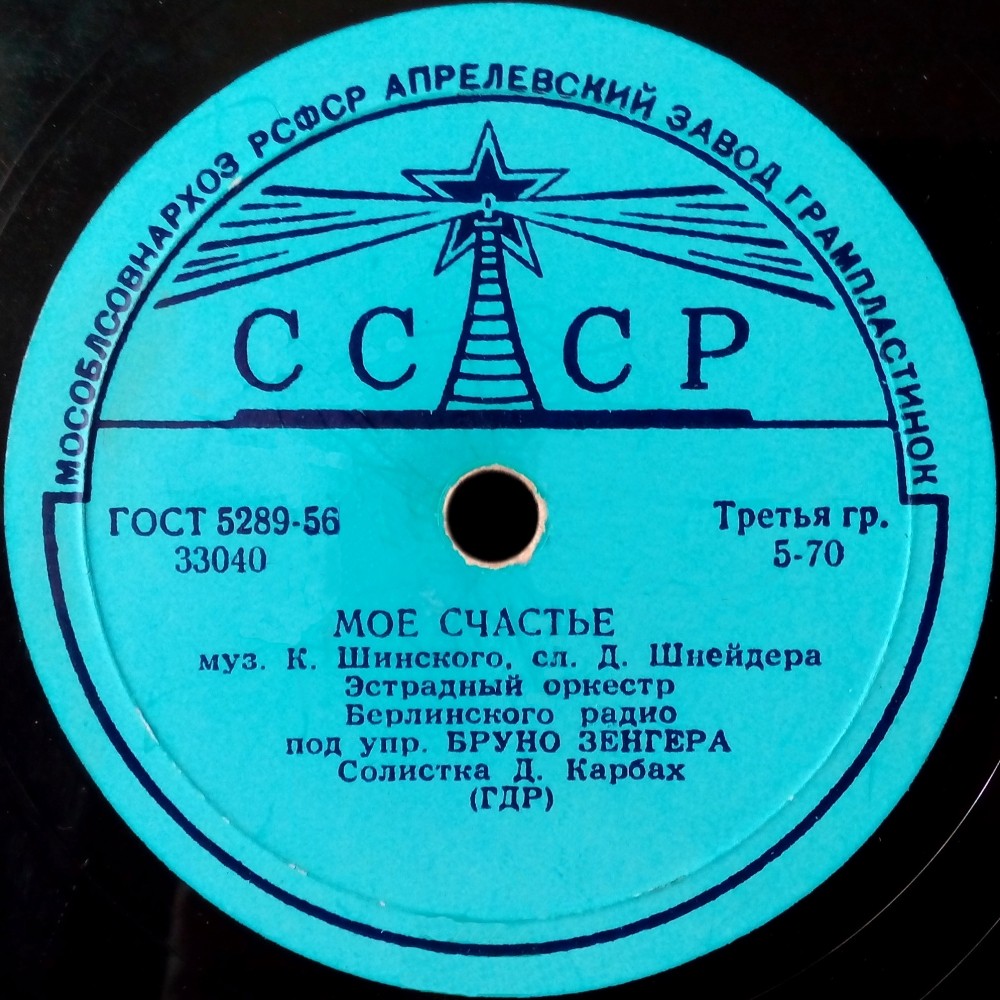 МОСОБЛСОВНАРХОЗ РСФСР АПРЕЛЕВСКИЙ ЗАВОД ГРАМПЛАСТИНОК
СССР
ГОСТ 5289-56
33040
Третья гр.
5-70
МОЕ СЧАСТЬЕ
муз. К. Шинского, сл. Д. Шнейдера
Эстрадный оркестр
Берлинского радио
под упр. БРУНО ЗЕНГЕРА
Солистка Д. Карбах
(ГДР)